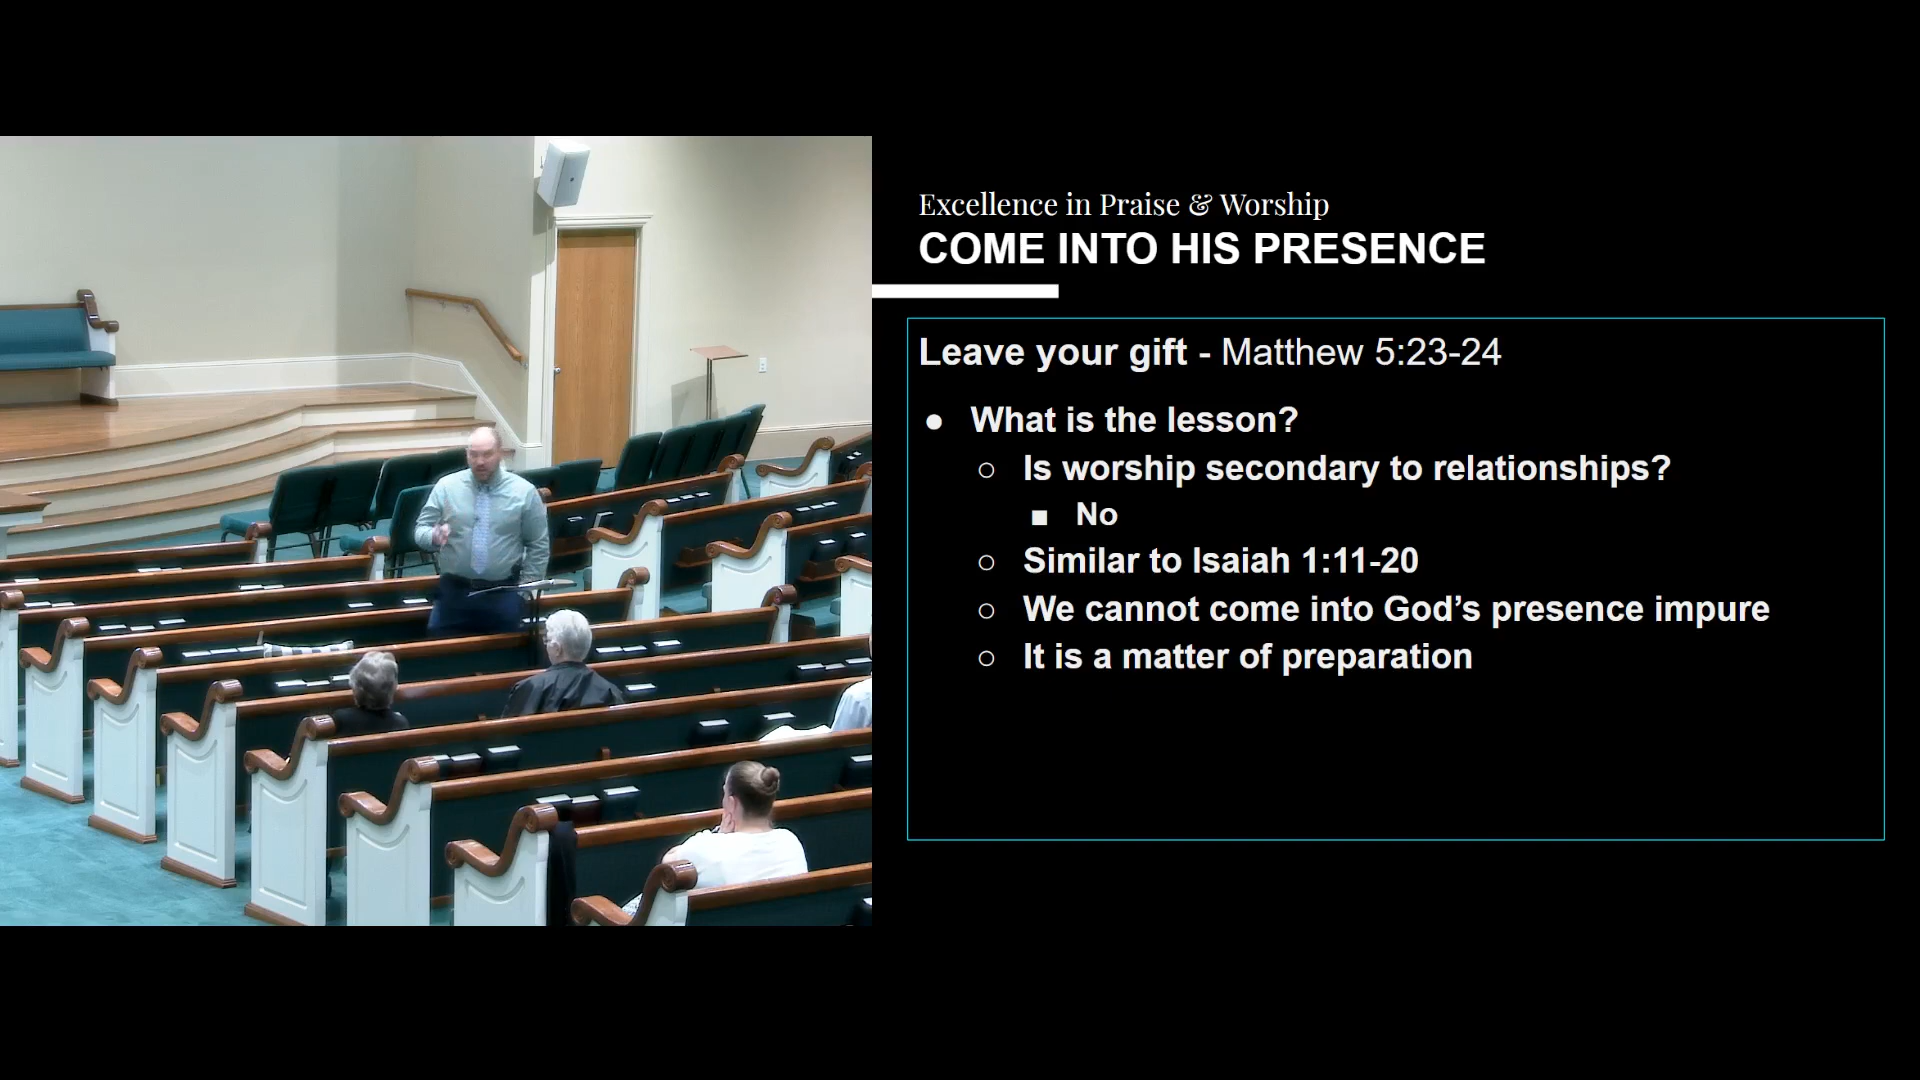 Excellence in Praise & Worship
COME INTO HIS PRESENCE
Leave your gift - Matthew 5:23-24
● What is the lesson?
○ Is worship secondary to relationships?
■ No
○ Similar to Isaiah 1:11-20
○ We cannot come into God’s presence impure
○ It is a matter of preparation